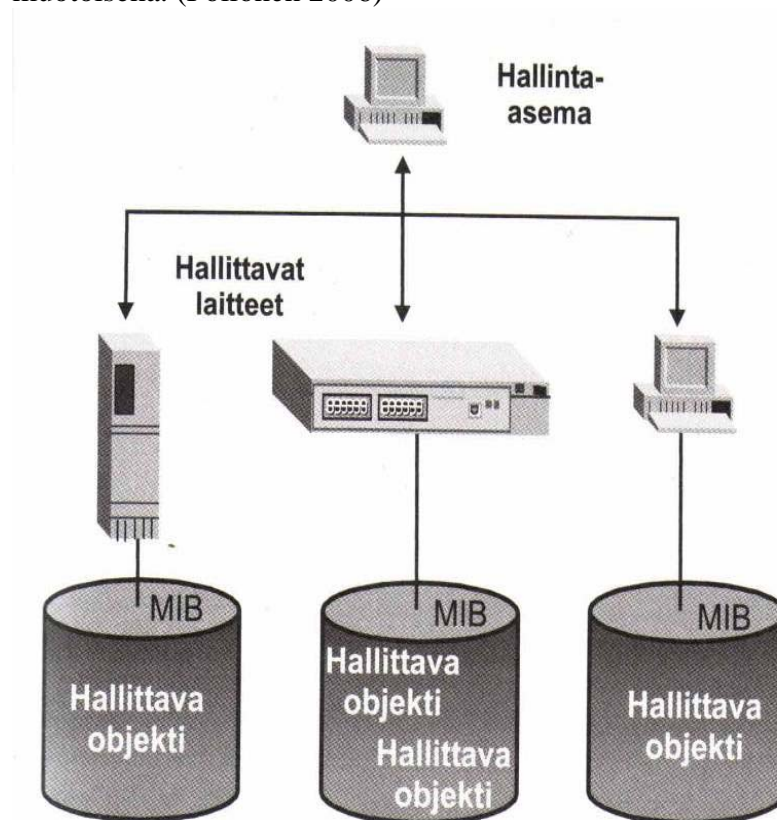 Hallinta-
asema
Hallittavat
laitteet
MIB
Hallittava
objekti
MIB
Hallittava
objekti
Hallittava
objekti
MIB
Hallittava
objekti